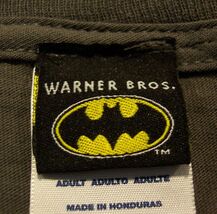 WARNER BROS.
TM
ADULT ADULTO ADULTE
MADE IN HONDURAS